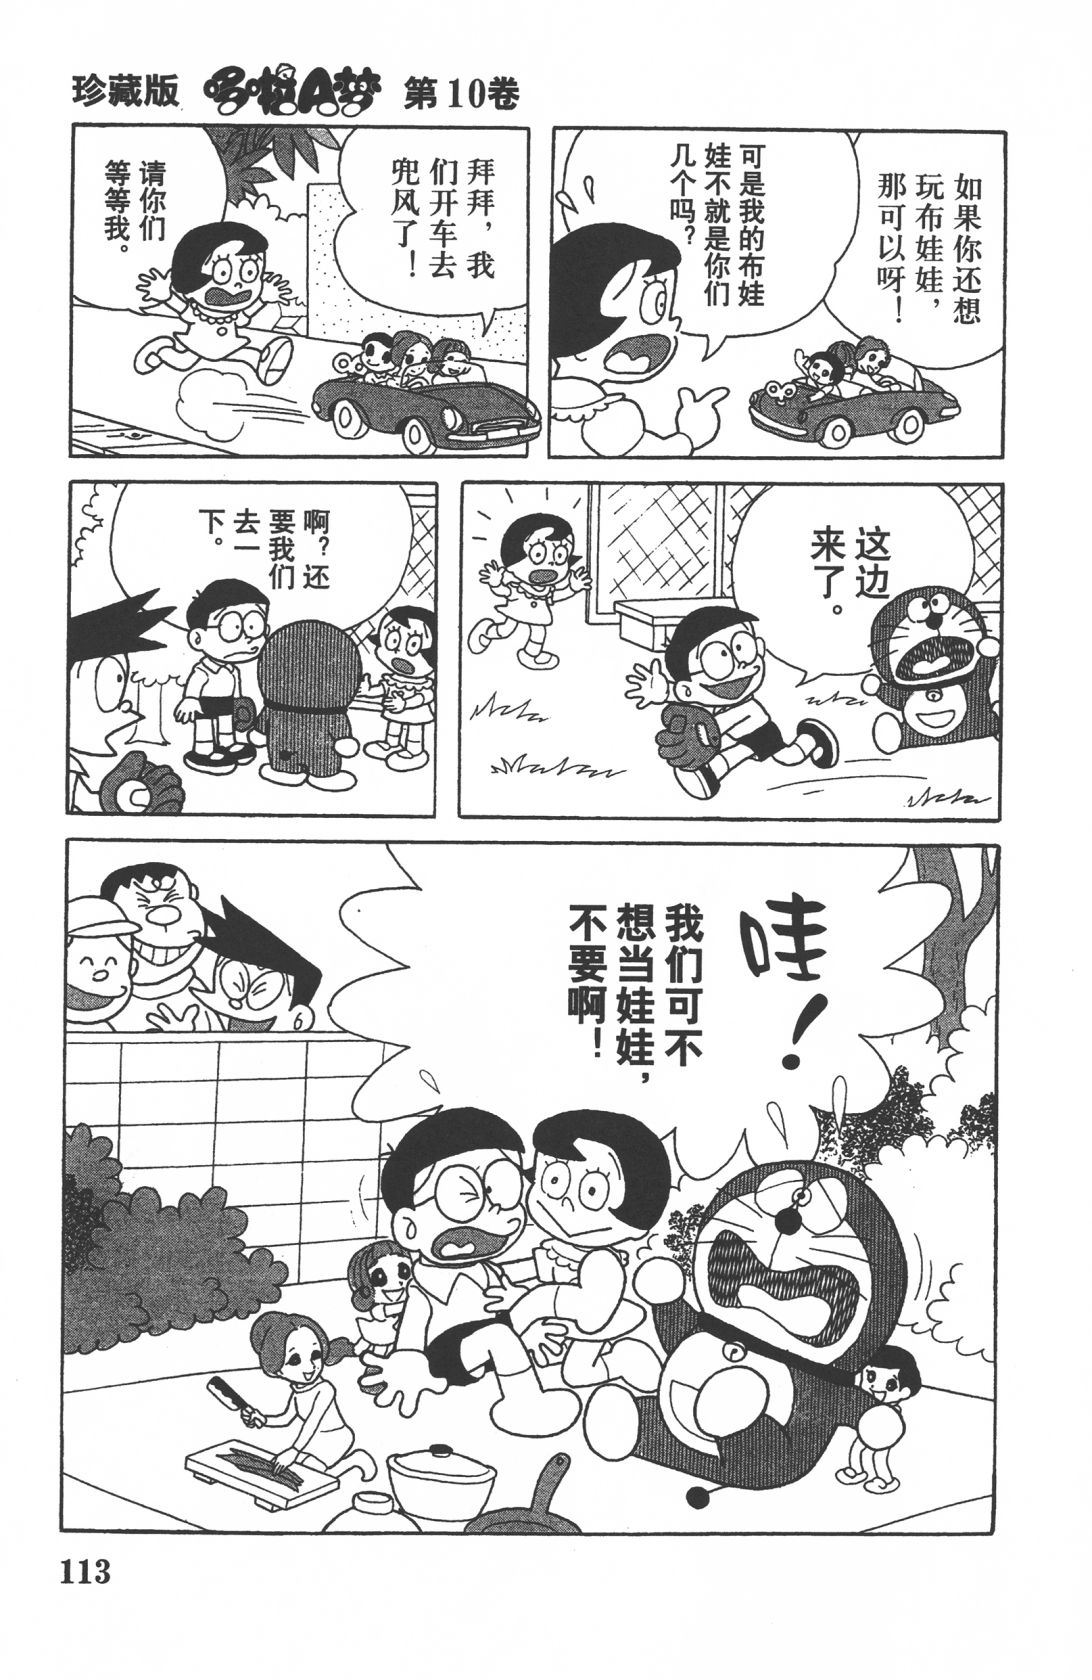 珍藏版 哆啦A梦 第10卷
如果你还想
玩布娃娃，
那可以呀！
可是我的布娃
娃不就是你们
几个吗？
拜拜，我
们开车去
兜风了！
请你们
等等我。
这边
来了。
啊？还
要我们
去一
下。
哇！
我们可不
想当娃娃，
不要啊！
113